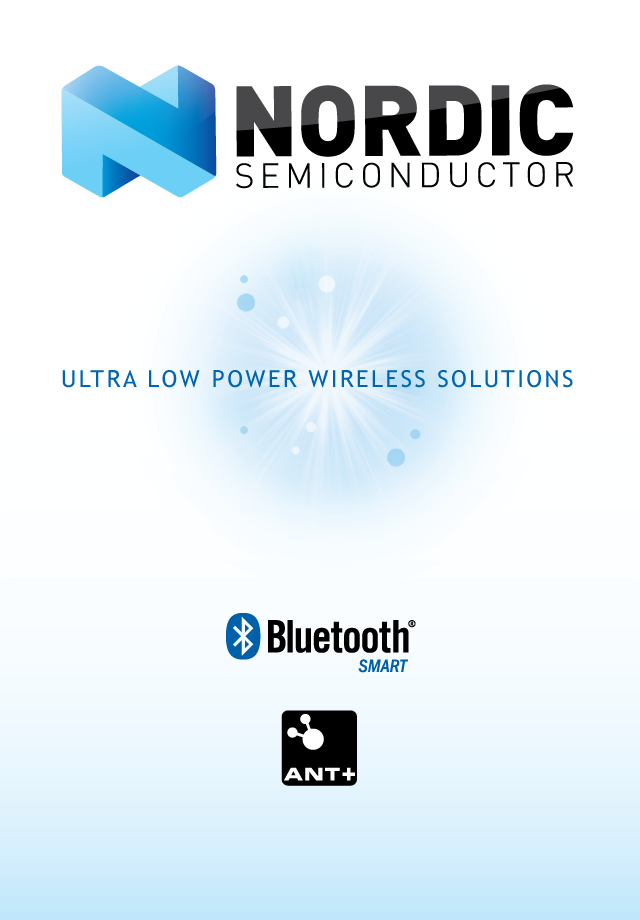 NORDIC
SEMICONDUCTOR
ULTRA LOW POWER WIRELESS SOLUTIONS
Bluetooth®
SMART
ANT+